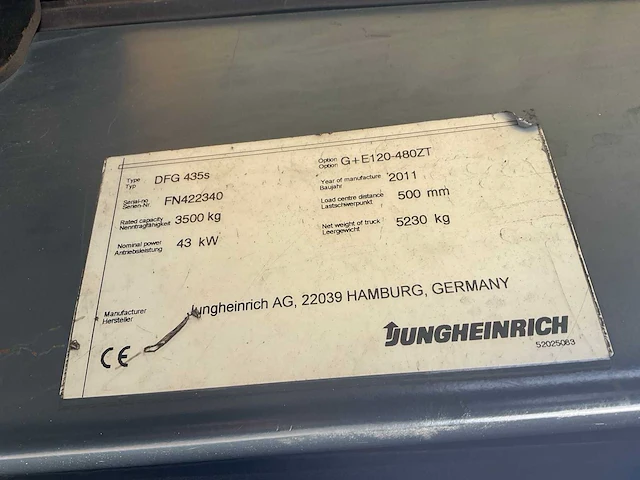 Type DFG 435s
Typ
Option G+E120-480ZT
Option
Serial-no. FN422340
Serien-Nr.
Year of manufacture 2011
Baujahr
Rated capacity 3500 kg
Nenntragfähigkeit
Load centre distance 500 mm
Lastschwerpunkt
Nominal power 43 kW
Antriebsleistung
Net weight of truck 5230 kg
Leergewicht
Manufacturer Jungheinrich AG, 22039 HAMBURG, GERMANY
Hersteller
CE
JUNGHEINRICH
52025083